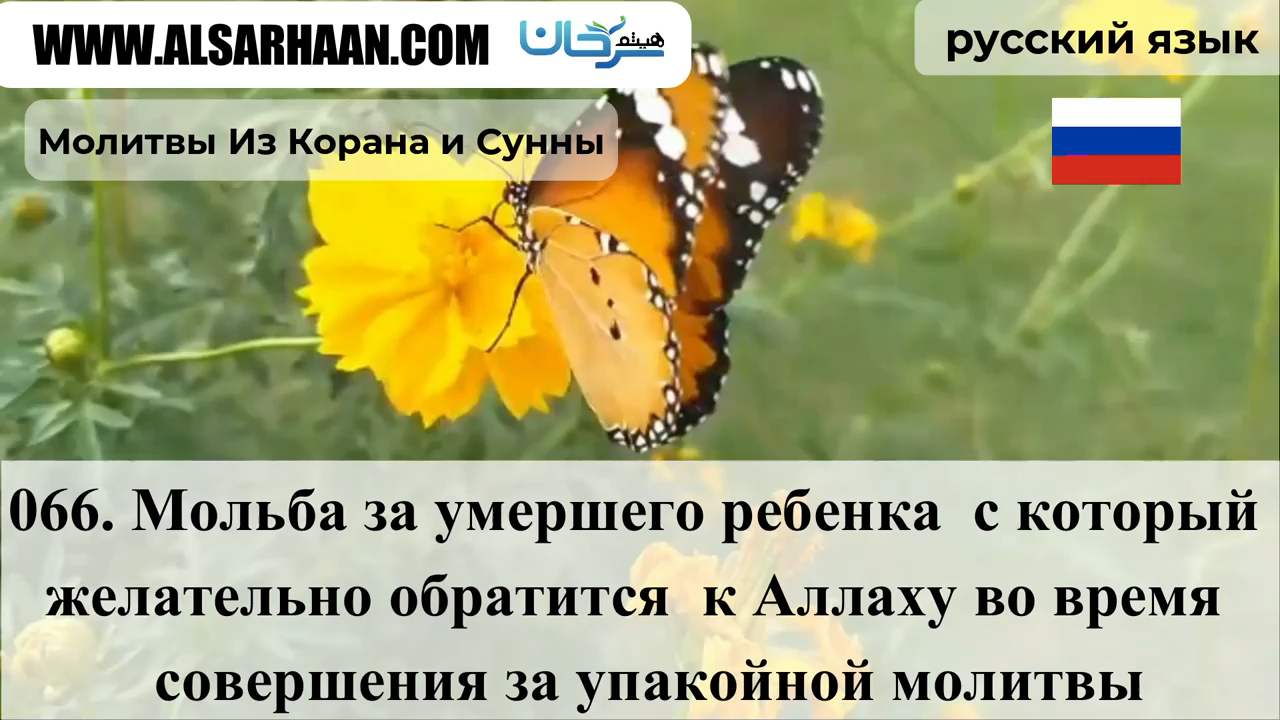 WWW.ALSARHAAN.COM
هيثم سرحان
русский язык
Молитвы Из Корана и Сунны
066. Мольба за умершего ребенка с который
желательно обратится к Аллаху во время
совершения за упакойной молитвы